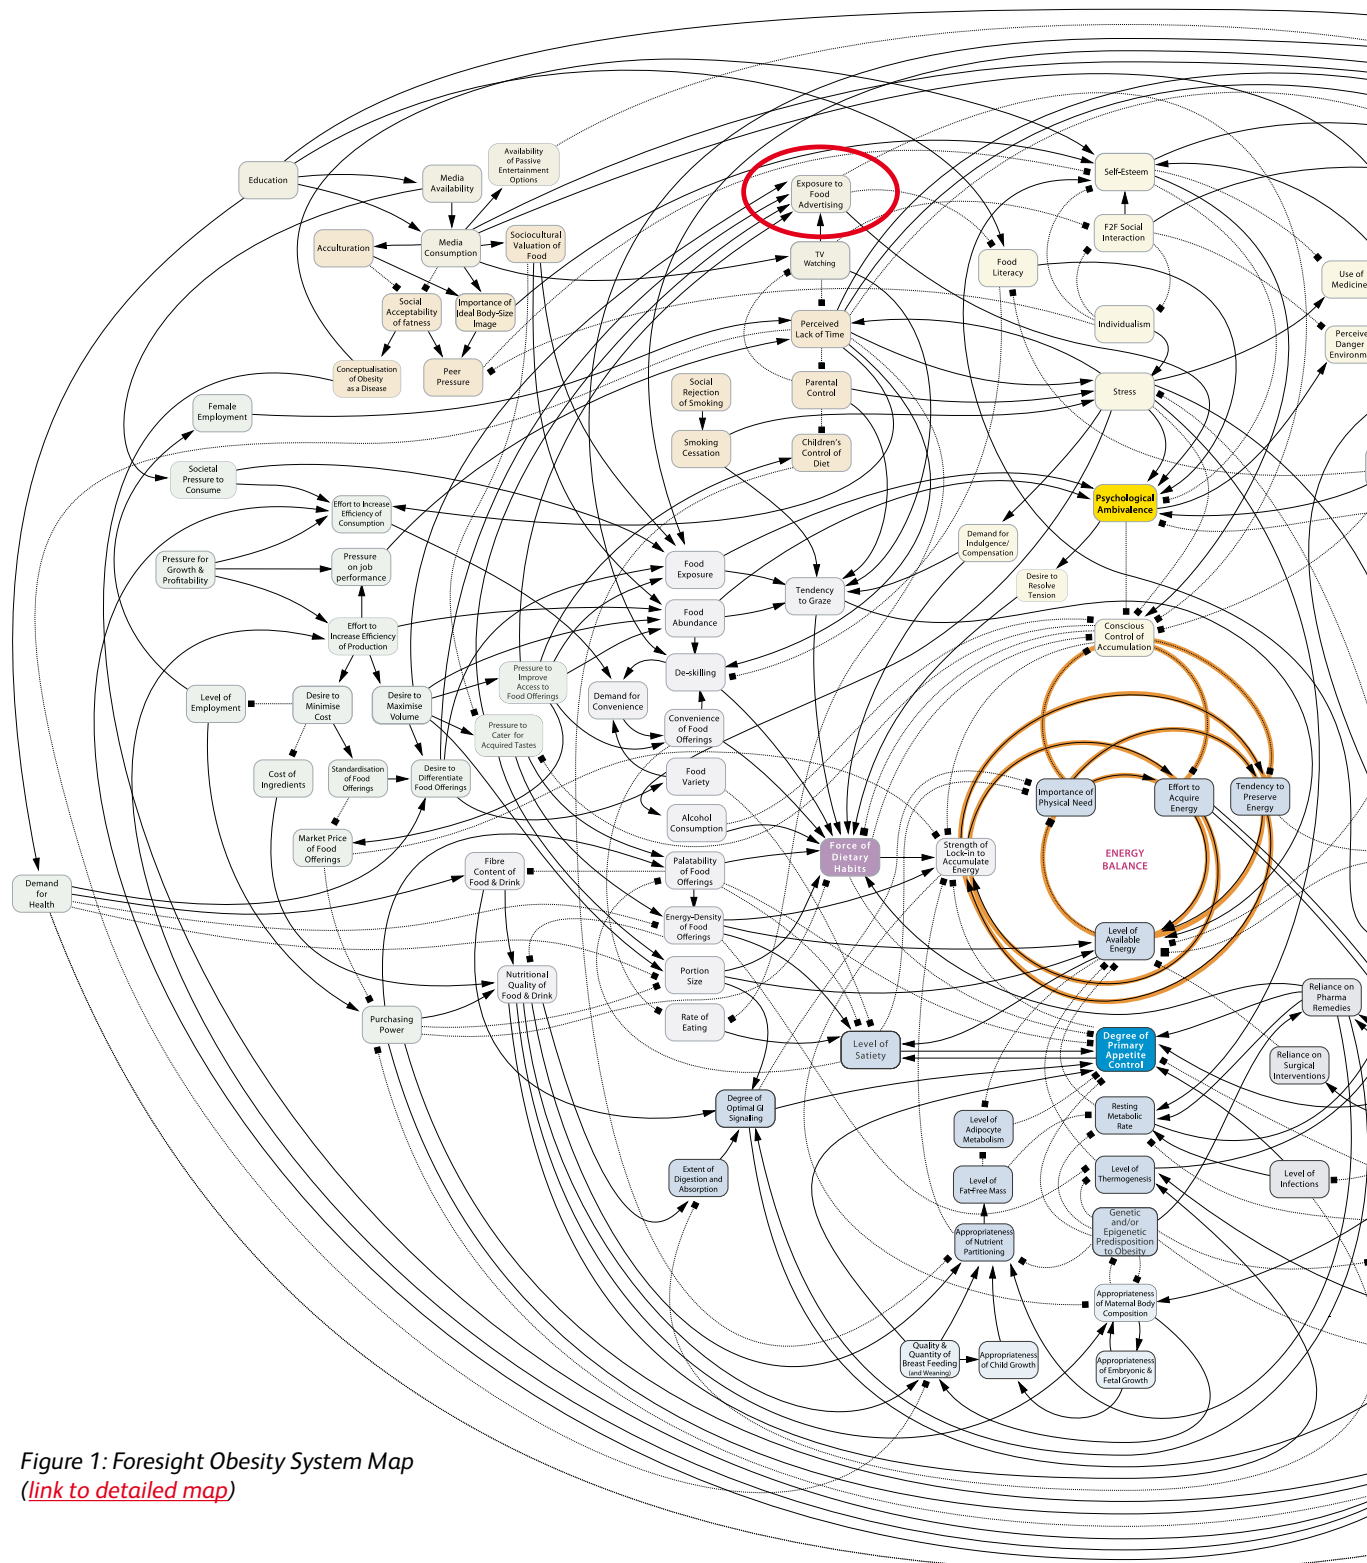 Availability
of Passive
Entertainment
Options
Education
Media
Availability
Exposure to
Food
Advertising
Self-Esteem
Acculturation
Media
Consumption
Sociocultural
Valuation of
Food
TV
Watching
F2F Social
Interaction
Food
Literacy
Use of
Medicine
Social
Acceptability
of fatness
Importance of
Ideal Body-Size
Image
Perceived
Lack of Time
Individualism
Perceive
Danger
Environm
Conceptualisation
of Obesity
as a Disease
Peer
Pressure
Social
Rejection
of Smoking
Parental
Control
Stress
Female
Employment
Smoking
Cessation
Children's
Control of
Diet
Societal
Pressure to
Consume
Effort to Increase
Efficiency of
Consumption
Psychological
Ambivalence
Pressure for
Growth &
Profitability
Pressure
on job
performance
Food
Exposure
Demand for
Indulgence/
Compensation
Tendency
to Graze
Desire to
Resolve
Tension
Effort to
Increase Efficiency
of Production
Food
Abundance
Conscious
Control of
Accumulation
Pressure to
Improve
Access to
Food Offerings
De-skilling
Level of
Employment
Desire to
Minimise
Cost
Desire to
Maximise
Volume
Demand for
Convenience
Convenience
of Food
Offerings
Pressure to
Cater for
Acquired Tastes
Cost of
Ingredients
Standardisation
of Food
Offerings
Desire to
Differentiate
Food Offerings
Food
Variety
Importance of
Physical Need
Effort to
Acquire
Energy
Tendency to
Preserve
Energy
Alcohol
Consumption
Market Price
of Food
Offerings
Force of
Dietary
Habits
Strength of
Lock-in to
Accumulate
Energy
ENERGY
BALANCE
Demand
for
Health
Fibre
Content of
Food & Drink
Palatability
of Food
Offerings
Energy-Density
of Food
Offerings
Level of
Available
Energy
Nutritional
Quality of
Food & Drink
Portion
Size
Reliance on
Pharma
Remedies
Purchasing
Power
Rate of
Eating
Level of
Satiety
Degree of
Primary
Appetite
Control
Reliance on
Surgical
Interventions
Degree of
Optimal GI
Signaling
Level of
Adipocyte
Metabolism
Resting
Metabolic
Rate
Extent of
Digestion and
Absorption
Level of
Fat-Free Mass
Level of
Thermogenesis
Level of
Infections
Appropriateness
of Nutrient
Partitioning
Genetic
and/or
Epigenetic
Predisposition
to Obesity
Appropriateness
of Maternal Body
Composition
Quality &
Quantity of
Breast Feeding
(and Weaning)
Appropriateness
of Child Growth
Appropriateness
of Embryonic &
Fetal Growth
Figure 1: Foresight Obesity System Map
(link to detailed map)